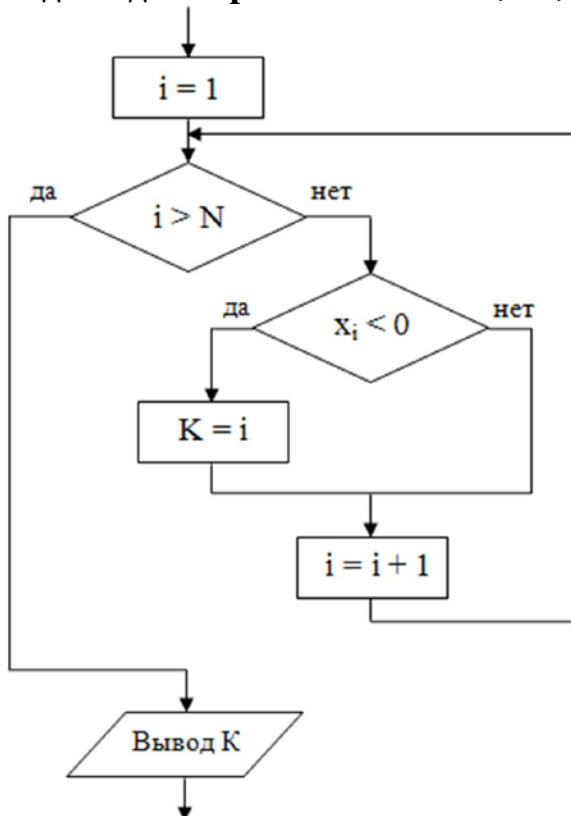 i = 1
да
i > N
нет
да
xᵢ < 0
нет
K = i
i = i + 1
Вывод K